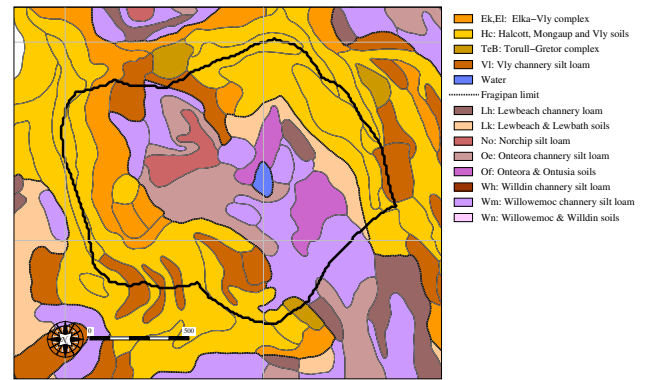 Ek,El: Elka−Vly complex
Hc: Halcott, Mongaup and Vly soils
TeB: Torull−Gretor complex
Vl: Vly channery silt loam
Water
Fragipan limit
Lh: Lewbeach channery loam
Lk: Lewbeach & Lewbath soils
No: Norchip silt loam
Oe: Onteora channery silt loam
Of: Onteora & Ontusia soils
Wh: Willdin channery silt loam
Wm: Willowemoc channery silt loam
Wn: Willowemoc & Willdin soils
0 500
N